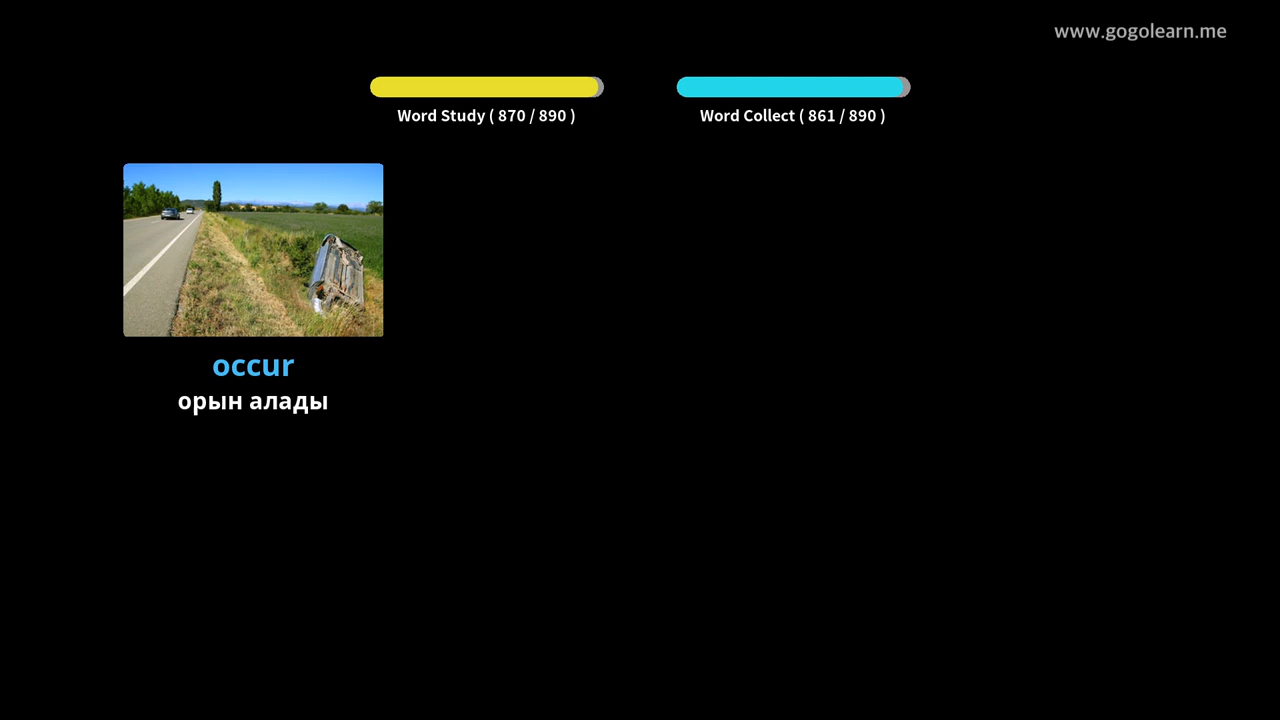 www.gogolearn.me
Word Study ( 870 / 890 )
Word Collect ( 861 / 890 )
occur
орын алады